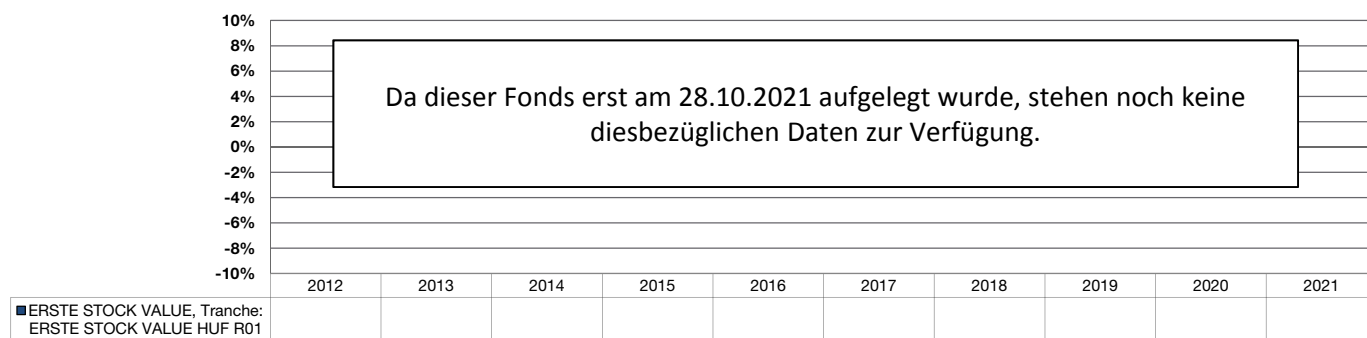 10%
8%
6%
4%
2%
0%
-2%
-4%
-6%
-8%
-10%
Da dieser Fonds erst am 28.10.2021 aufgelegt wurde, stehen noch keine
diesbezüglichen Daten zur Verfügung.
2012 2013 2014 2015 2016 2017 2018 2019 2020 2021
ERSTE STOCK VALUE, Tranche:
ERSTE STOCK VALUE HUF R01